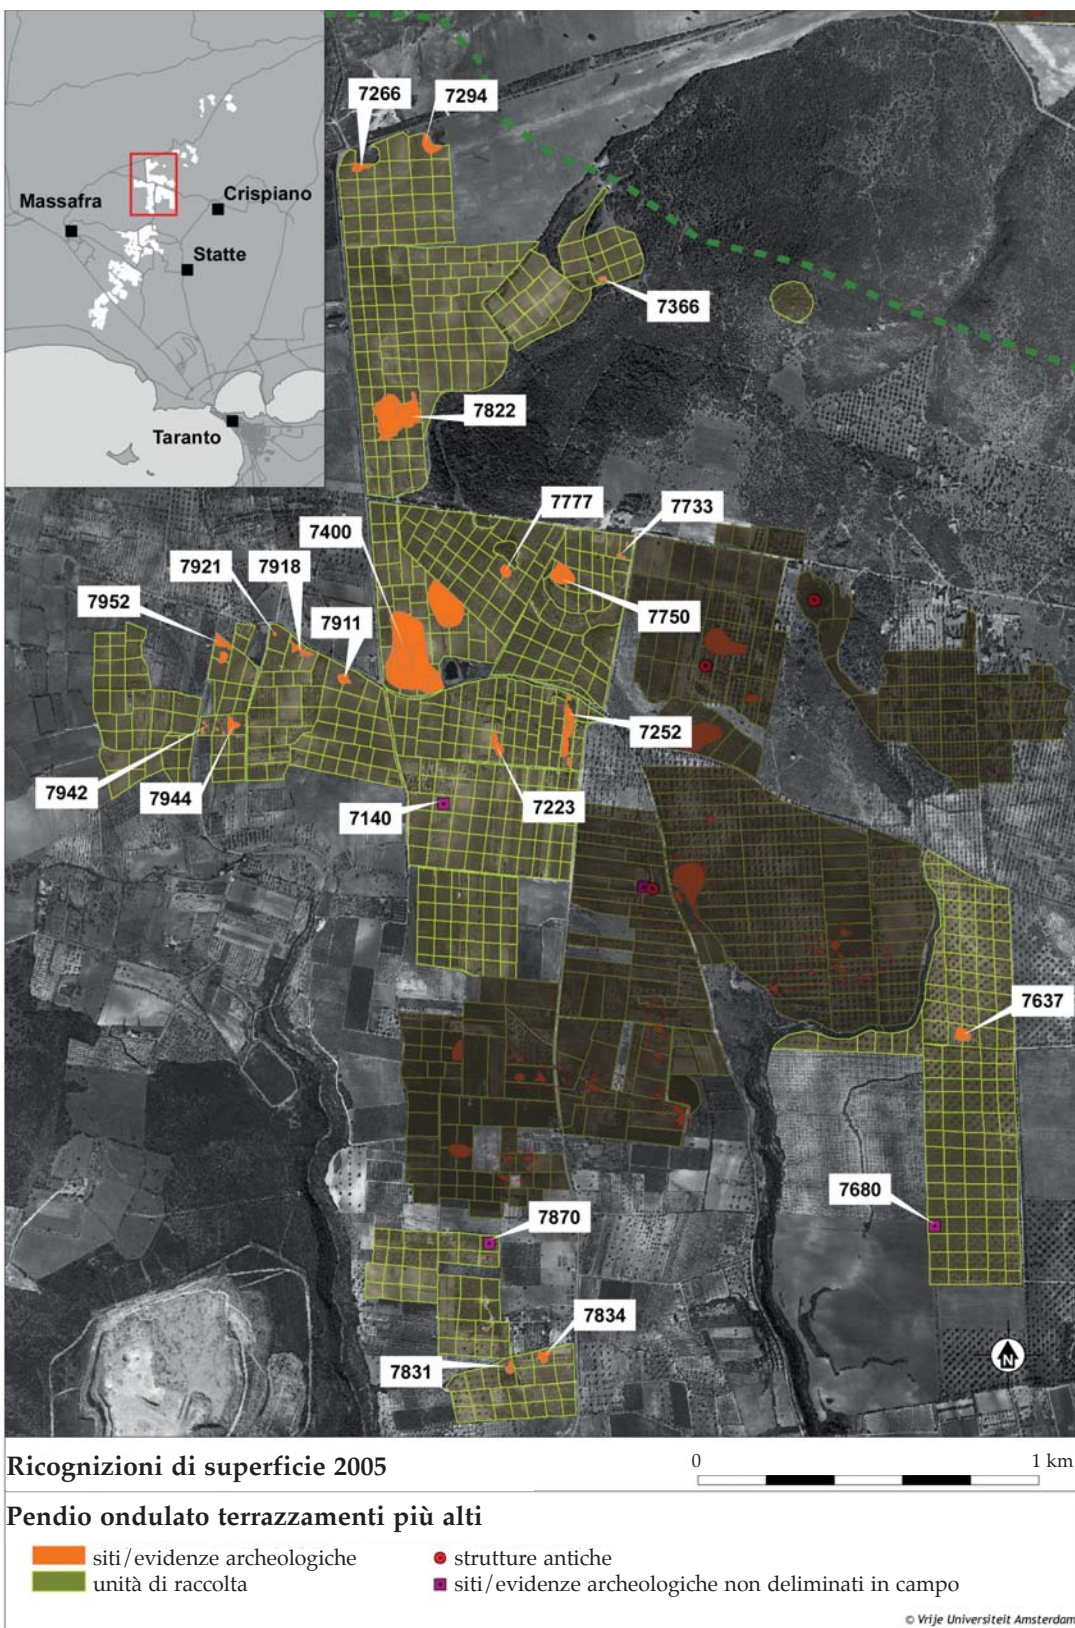 7266
7294
Massafra
Crispiano
Statte
Taranto
7366
7822
7777
7733
7400
7921
7918
7952
7911
7750
7252
7942
7944
7140
7223
7637
7680
7870
7834
7831
N
Ricognizioni di superficie 2005
0
1 km
Pendio ondulato terrazzamenti più alti
siti/evidenze archeologiche
strutture antiche
unità di raccolta
siti/evidenze archeologiche non deliminati in campo
© Vrije Universiteit Amsterdam